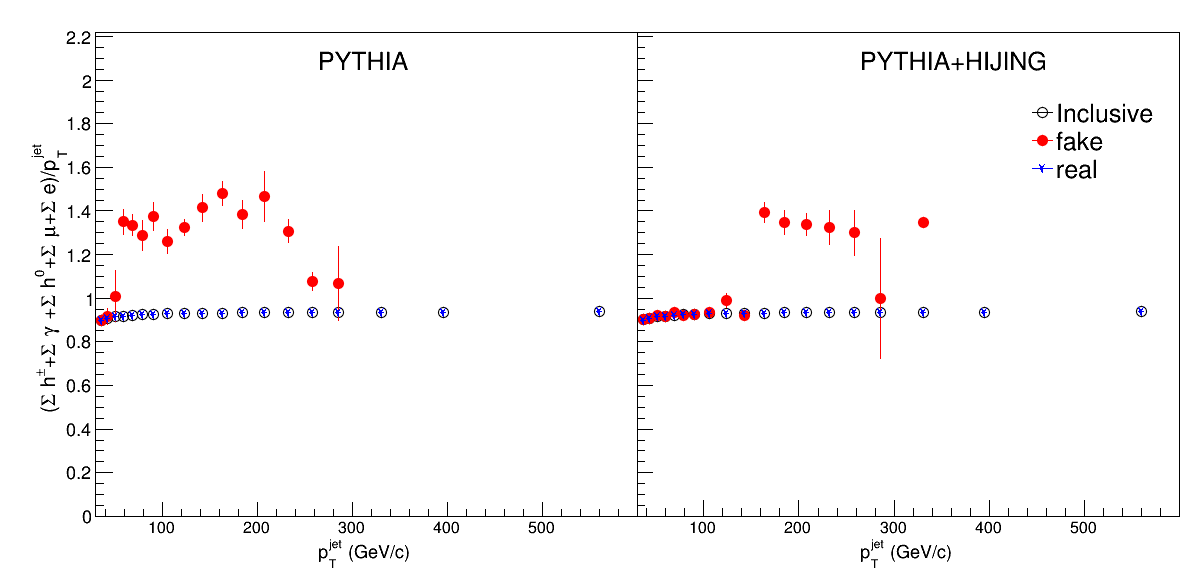 PYTHIA
PYTHIA+HIJING
Inclusive
fake
real
(Σ h±+Σ γ +Σ h0+Σ μ+Σ e)/pTjet
2.2
2
1.8
1.6
1.4
1.2
1
0.8
0.6
0.4
0.2
0
100 200 300 400 500
100 200 300 400 500
pTjet (GeV/c)
pTjet (GeV/c)